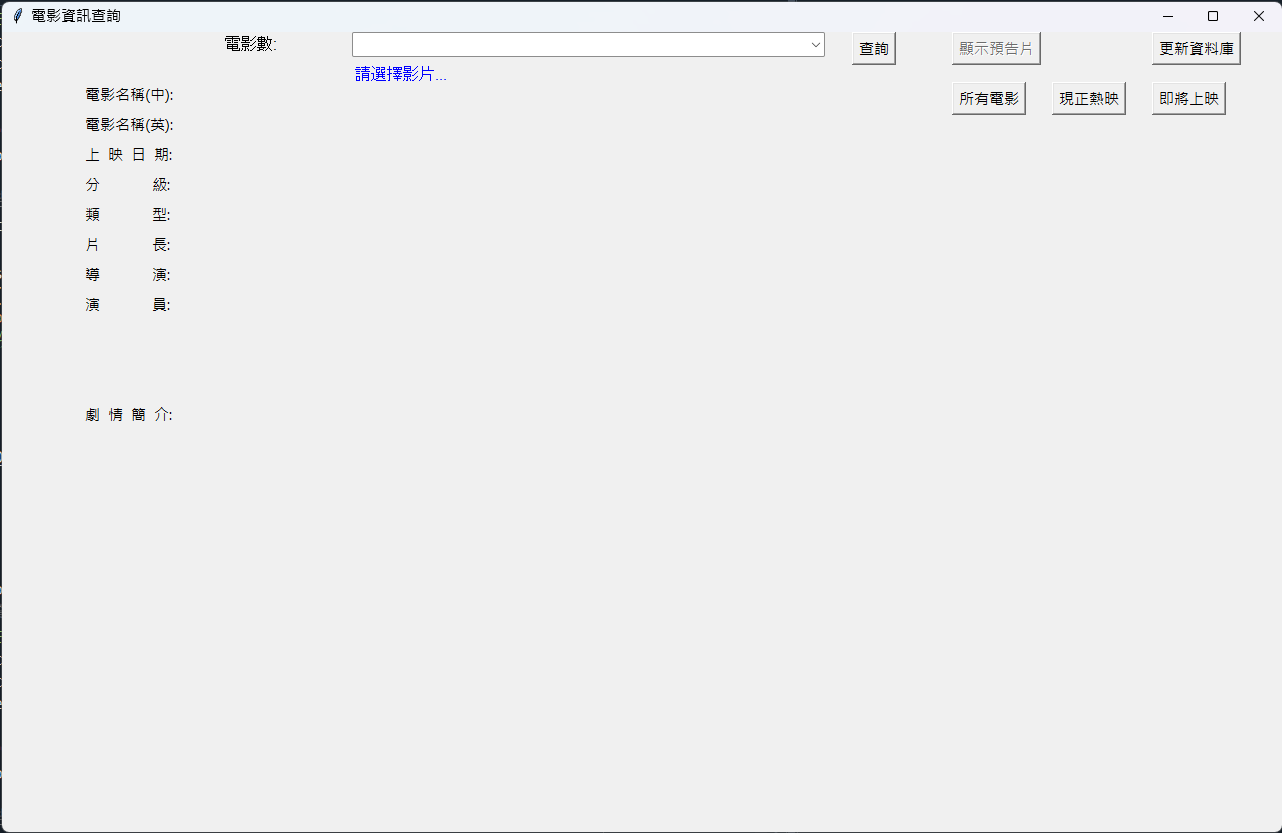 電影資訊查詢
電影數: 查詢 顯示預告片 更新資料庫
請選擇影片...
電影名稱(中): 所有電影 現正熱映 即將上映
電影名稱(英):
上 映 日 期:
分 級:
類 型:
片 長:
導 演:
演 員:
劇 情 簡 介: